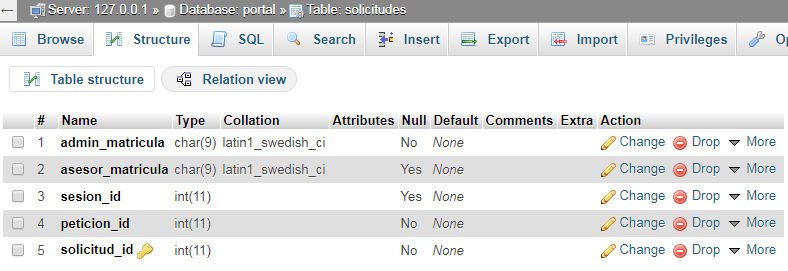 ← Server: 127.0.0.1 » Database: portal » Table: solicitudes
Browse Structure SQL Search Insert Export Import Privileges Op
Table structure Relation view
# Name Type Collation Attributes Null Default Comments Extra Action
1 admin_matricula char(9) latin1_swedish_ci No None Change Drop More
2 asesor_matricula char(9) latin1_swedish_ci Yes None Change Drop More
3 sesion_id int(11) Yes None Change Drop More
4 peticion_id int(11) No None Change Drop More
5 solicitud_id int(11) No None Change Drop More